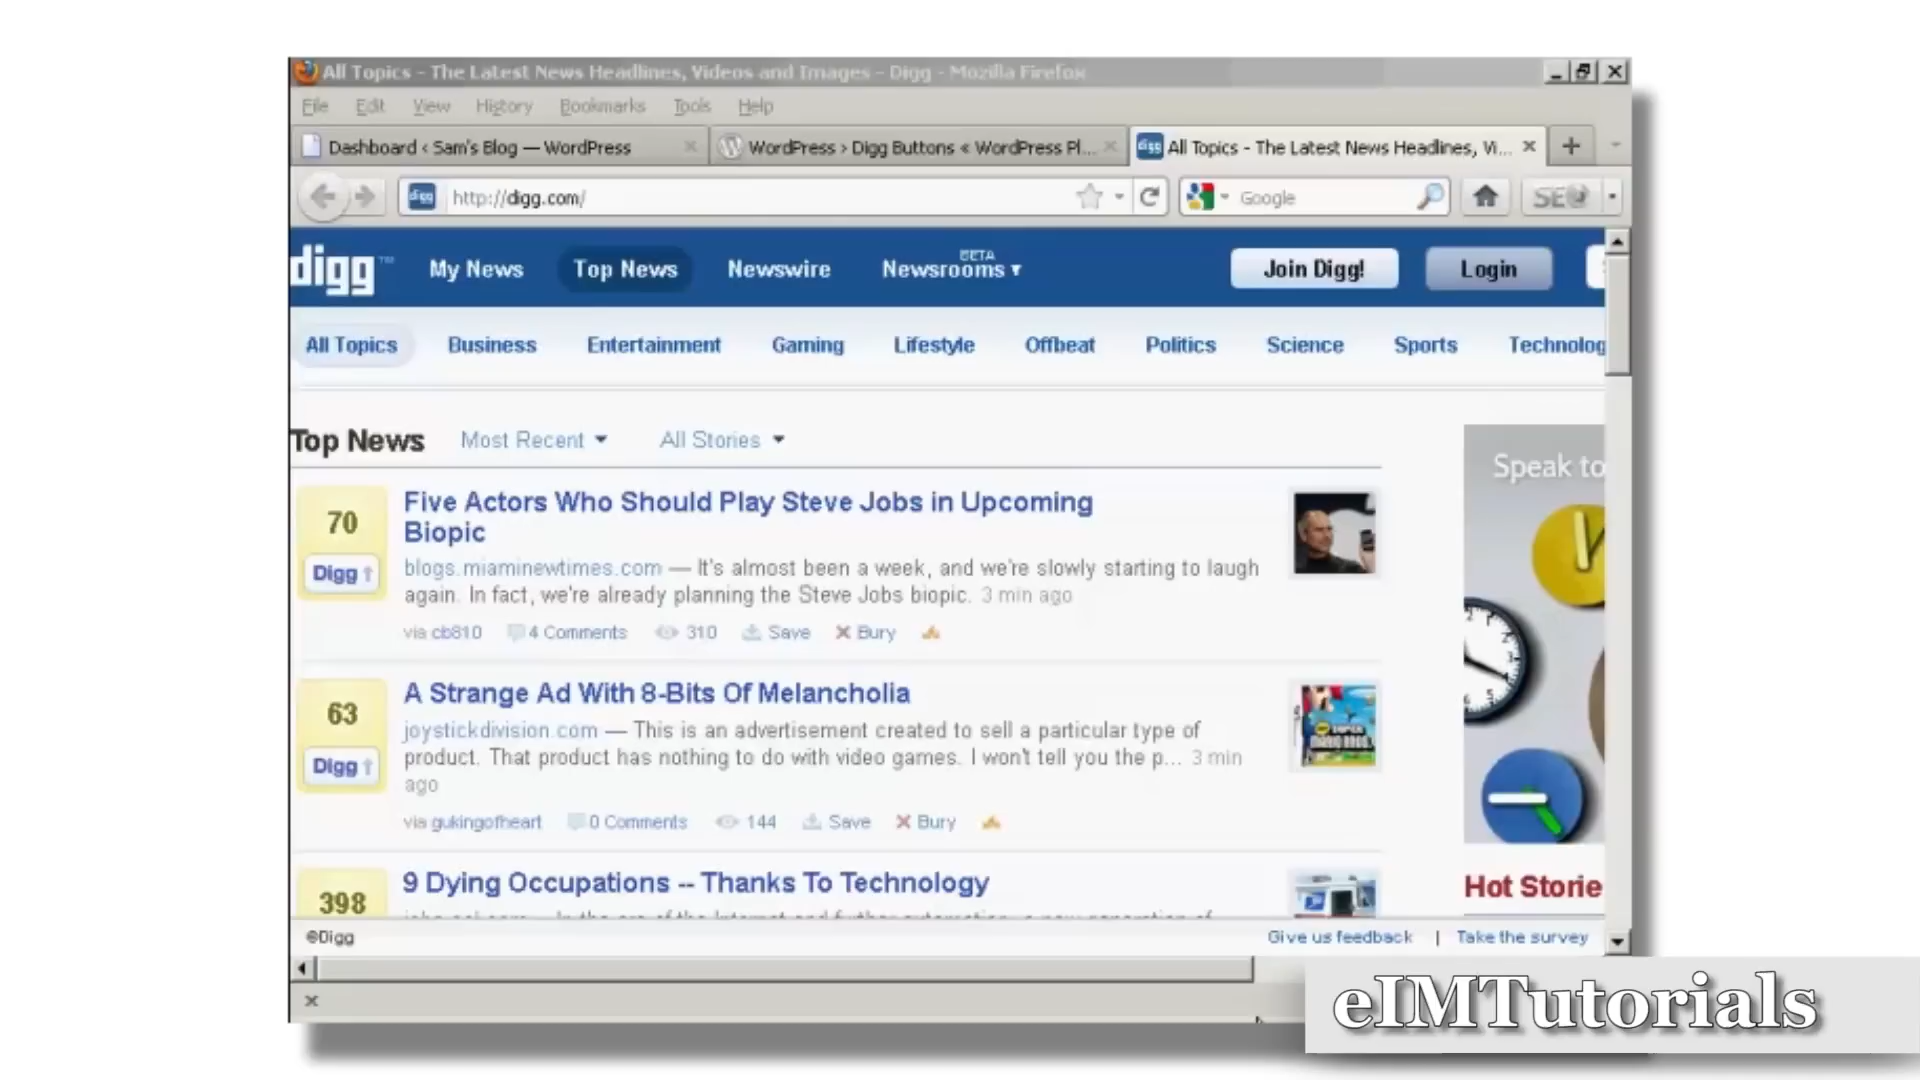 All Topics - The Latest News Headlines, Videos and Images - Digg - Mozilla Firefox
File Edit View History Bookmarks Tools Help
Dashboard ‹ Sam's Blog — WordPress
WordPress › Digg Buttons « WordPress Pl...
digg All Topics - The Latest News Headlines, Vi...
digg http://digg.com/
Google
SEO
digg™ My News Top News Newswire Newsrooms BETA Join Digg! Login
All Topics Business Entertainment Gaming Lifestyle Offbeat Politics Science Sports Technolog
Top News Most Recent All Stories
Speak to
70
Digg
Five Actors Who Should Play Steve Jobs in Upcoming
Biopic
blogs.miaminewtimes.com — It's almost been a week, and we're slowly starting to laugh
again. In fact, we're already planning the Steve Jobs biopic. 3 min ago
via cb810 4 Comments 310 Save Bury
63
Digg
A Strange Ad With 8-Bits Of Melancholia
joystickdivision.com — This is an advertisement created to sell a particular type of
product. That product has nothing to do with video games. I won't tell you the p... 3 min
ago
via gukingofheart 0 Comments 144 Save Bury
398
9 Dying Occupations -- Thanks To Technology
Hot Storie
©Digg
Give us feedback | Take the survey
eIMTutorials